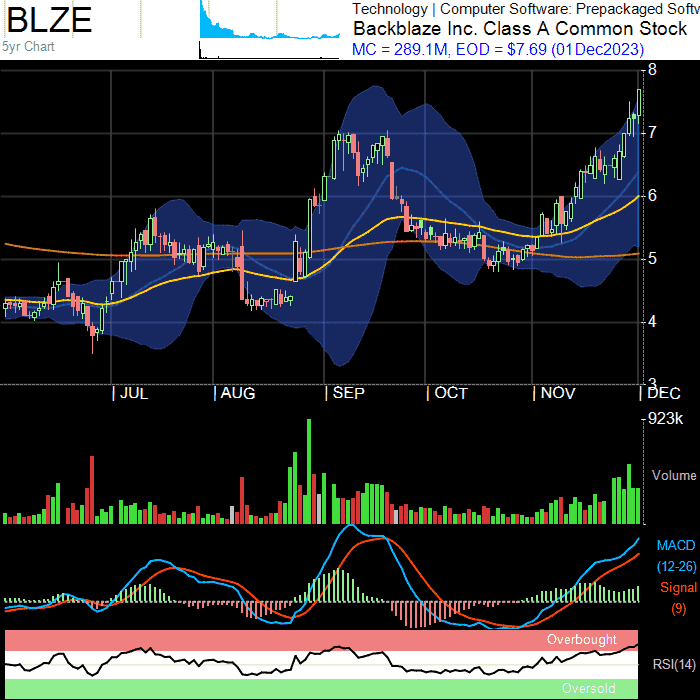 BLZE
5yr Chart
Technology | Computer Software: Prepackaged Softw
Backblaze Inc. Class A Common Stock
MC = 289.1M, EOD = $7.69 (01Dec2023)
8
7
6
5
4
3
| JUL
| AUG
| SEP
| OCT
| NOV
| DEC
923k
Volume
MACD
(12-26)
Signal
(9)
Overbought
RSI(14)
Oversold